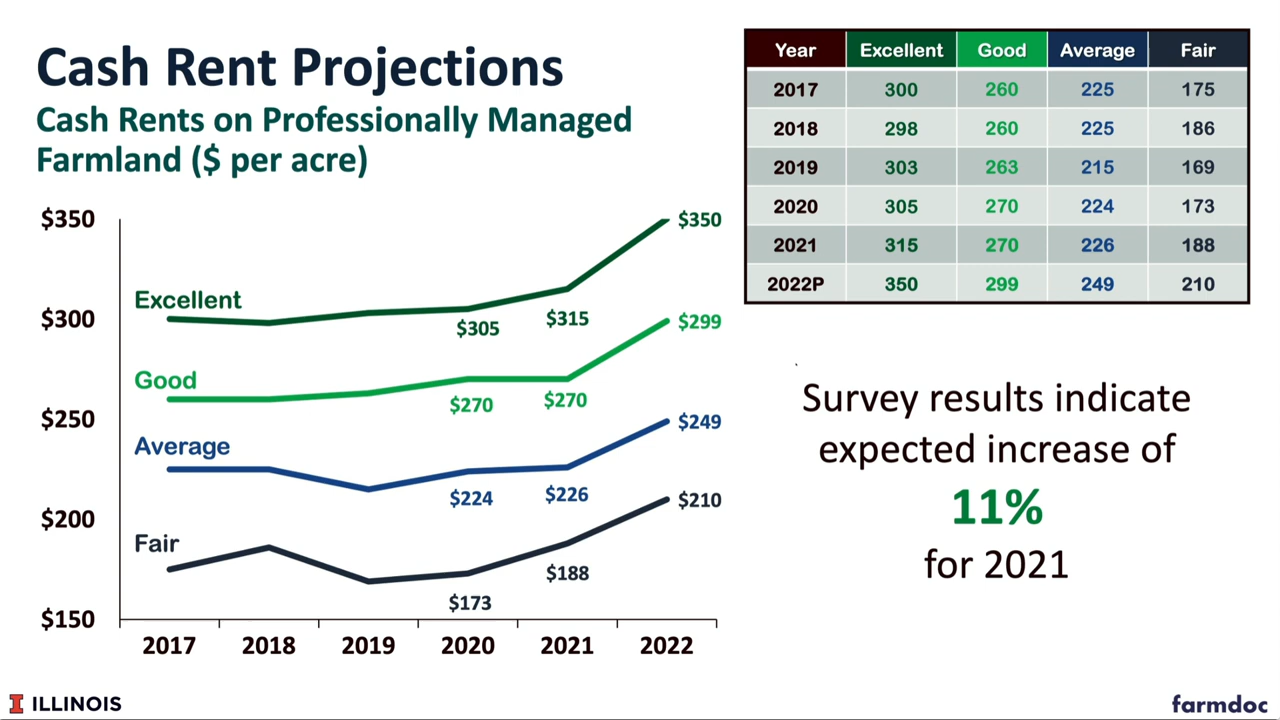 Cash Rent Projections
Cash Rents on Professionally Managed
Farmland ($ per acre)
Year Excellent Good Average Fair
2017 300 260 225 175
2018 298 260 225 186
2019 303 263 215 169
2020 305 270 224 173
2021 315 270 226 188
2022P 350 299 249 210
$350
$300
$250
$200
$150
Excellent
$305
$315
$350
Good
$270
$270
$299
Average
$224
$226
$249
Fair
$173
$188
$210
2017 2018 2019 2020 2021 2022
Survey results indicate
expected increase of
11%
for 2021
I ILLINOIS
farmdoc